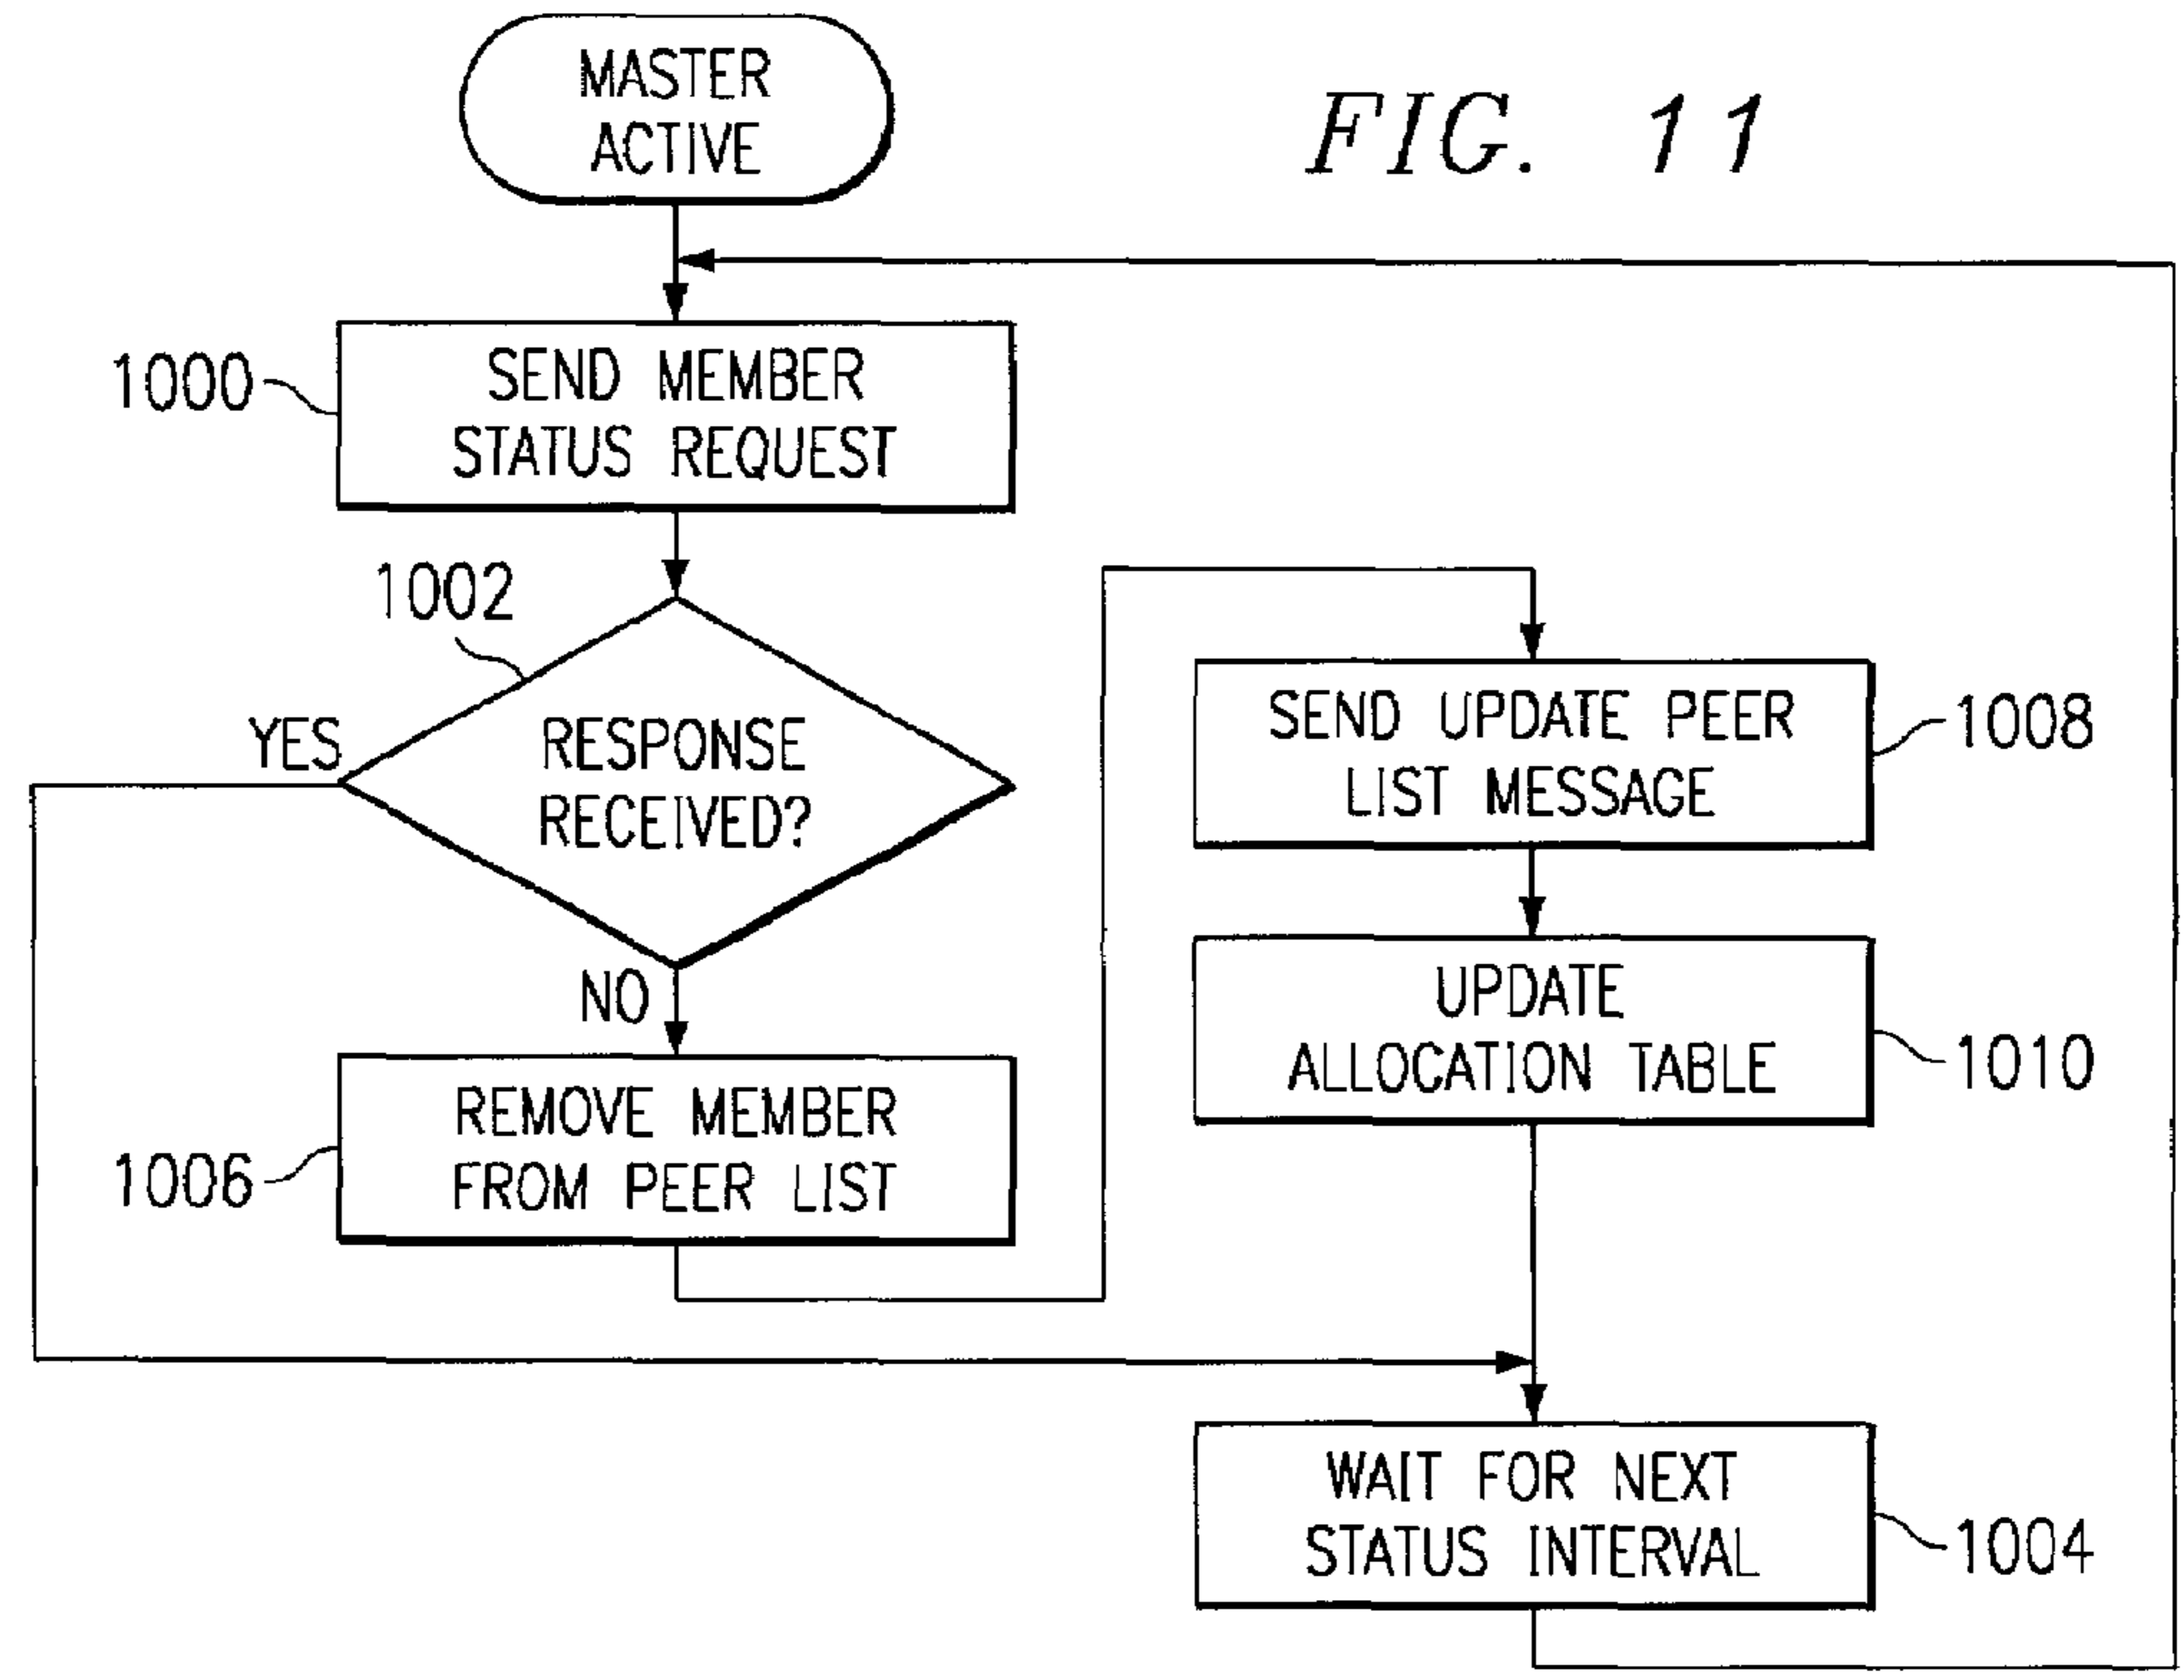 MASTER
ACTIVE
FIG. 11
1000
SEND MEMBER
STATUS REQUEST
1002
YES
RESPONSE
RECEIVED?
NO
1006
REMOVE MEMBER
FROM PEER LIST
SEND UPDATE PEER
LIST MESSAGE
1008
UPDATE
ALLOCATION TABLE
1010
WAIT FOR NEXT
STATUS INTERVAL
1004